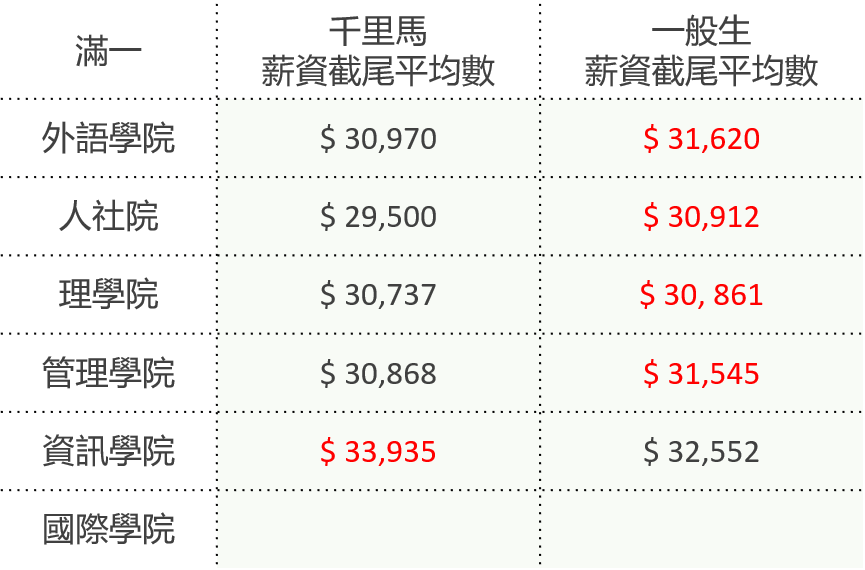 滿一
千里馬
薪資截尾平均數
一般生
薪資截尾平均數
外語學院 $ 30,970 $ 31,620
人社院 $ 29,500 $ 30,912
理學院 $ 30,737 $ 30, 861
管理學院 $ 30,868 $ 31,545
資訊學院 $ 33,935 $ 32,552
國際學院